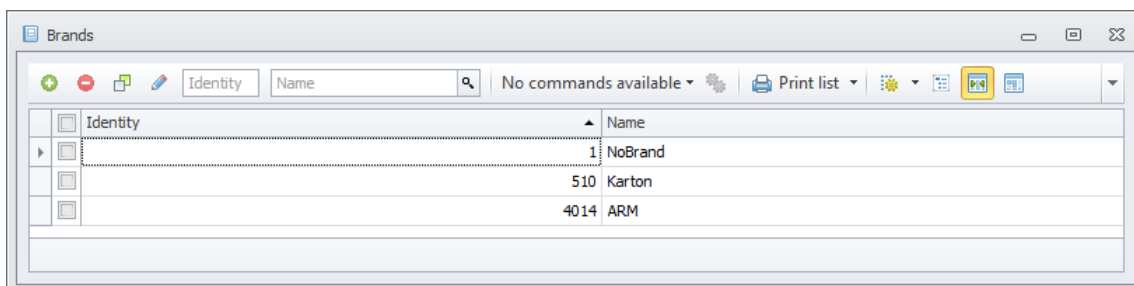 Brands
Identity Name No commands available Print list
Identity Name
1 NoBrand
510 Karton
4014 ARM